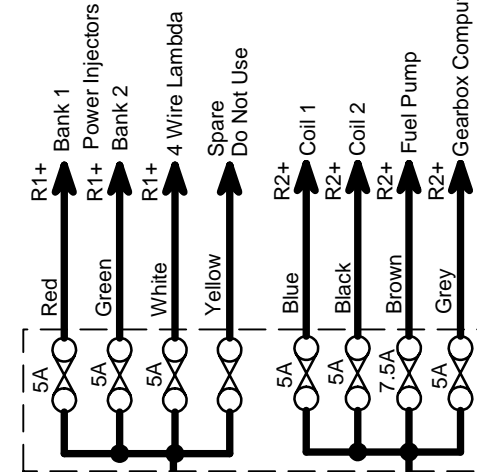 Bank 1
Power Injectors
Bank 2
4 Wire Lambda
Spare
Do Not Use
Coil 1
Coil 2
Fuel Pump
Gearbox Compu
R1+
R1+
R1+
R2+
R2+
R2+
R2+
Red
Green
White
Yellow
Blue
Black
Brown
Grey
5A
5A
5A
5A
5A
7.5A
5A